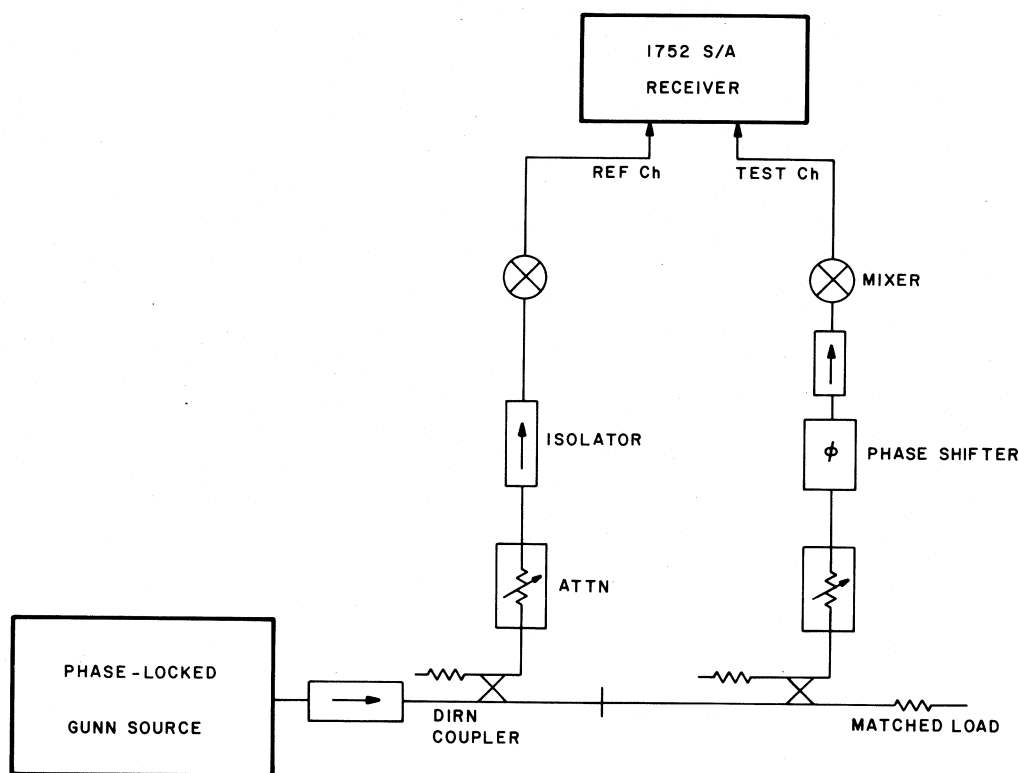 1752 S/A
RECEIVER
REF Ch
TEST Ch
MIXER
ISOLATOR
ϕ
PHASE SHIFTER
ATTN
PHASE-LOCKED
GUNN SOURCE
DIRN
COUPLER
MATCHED LOAD